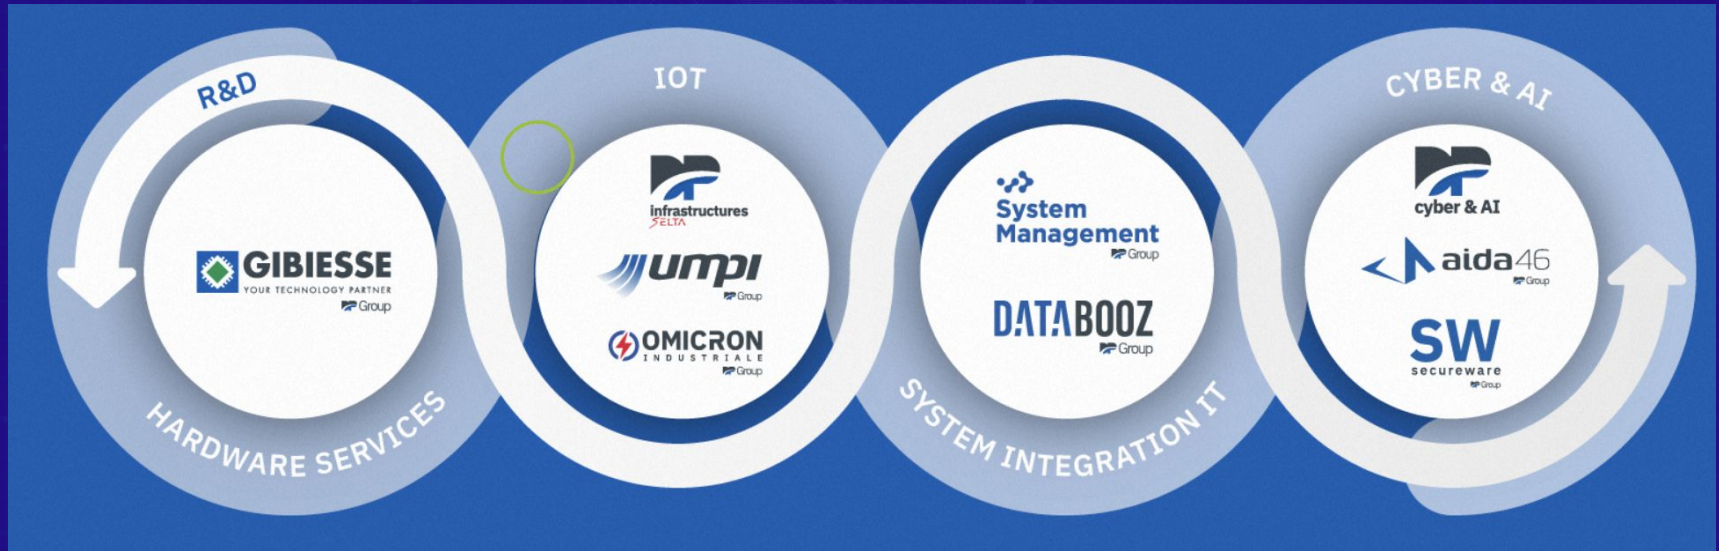 R&D
HARDWARE SERVICES
GIBIESSE
YOUR TECHNOLOGY PARTNER
Group
IOT
infrastructures
SELTA
umpi
Group
OMICRON
INDUSTRIALE
Group
System
Management
Group
DATABOOZ
Group
SYSTEM INTEGRATION IT
CYBER & AI
cyber & AI
aida46
Group
SW
secureware
Group